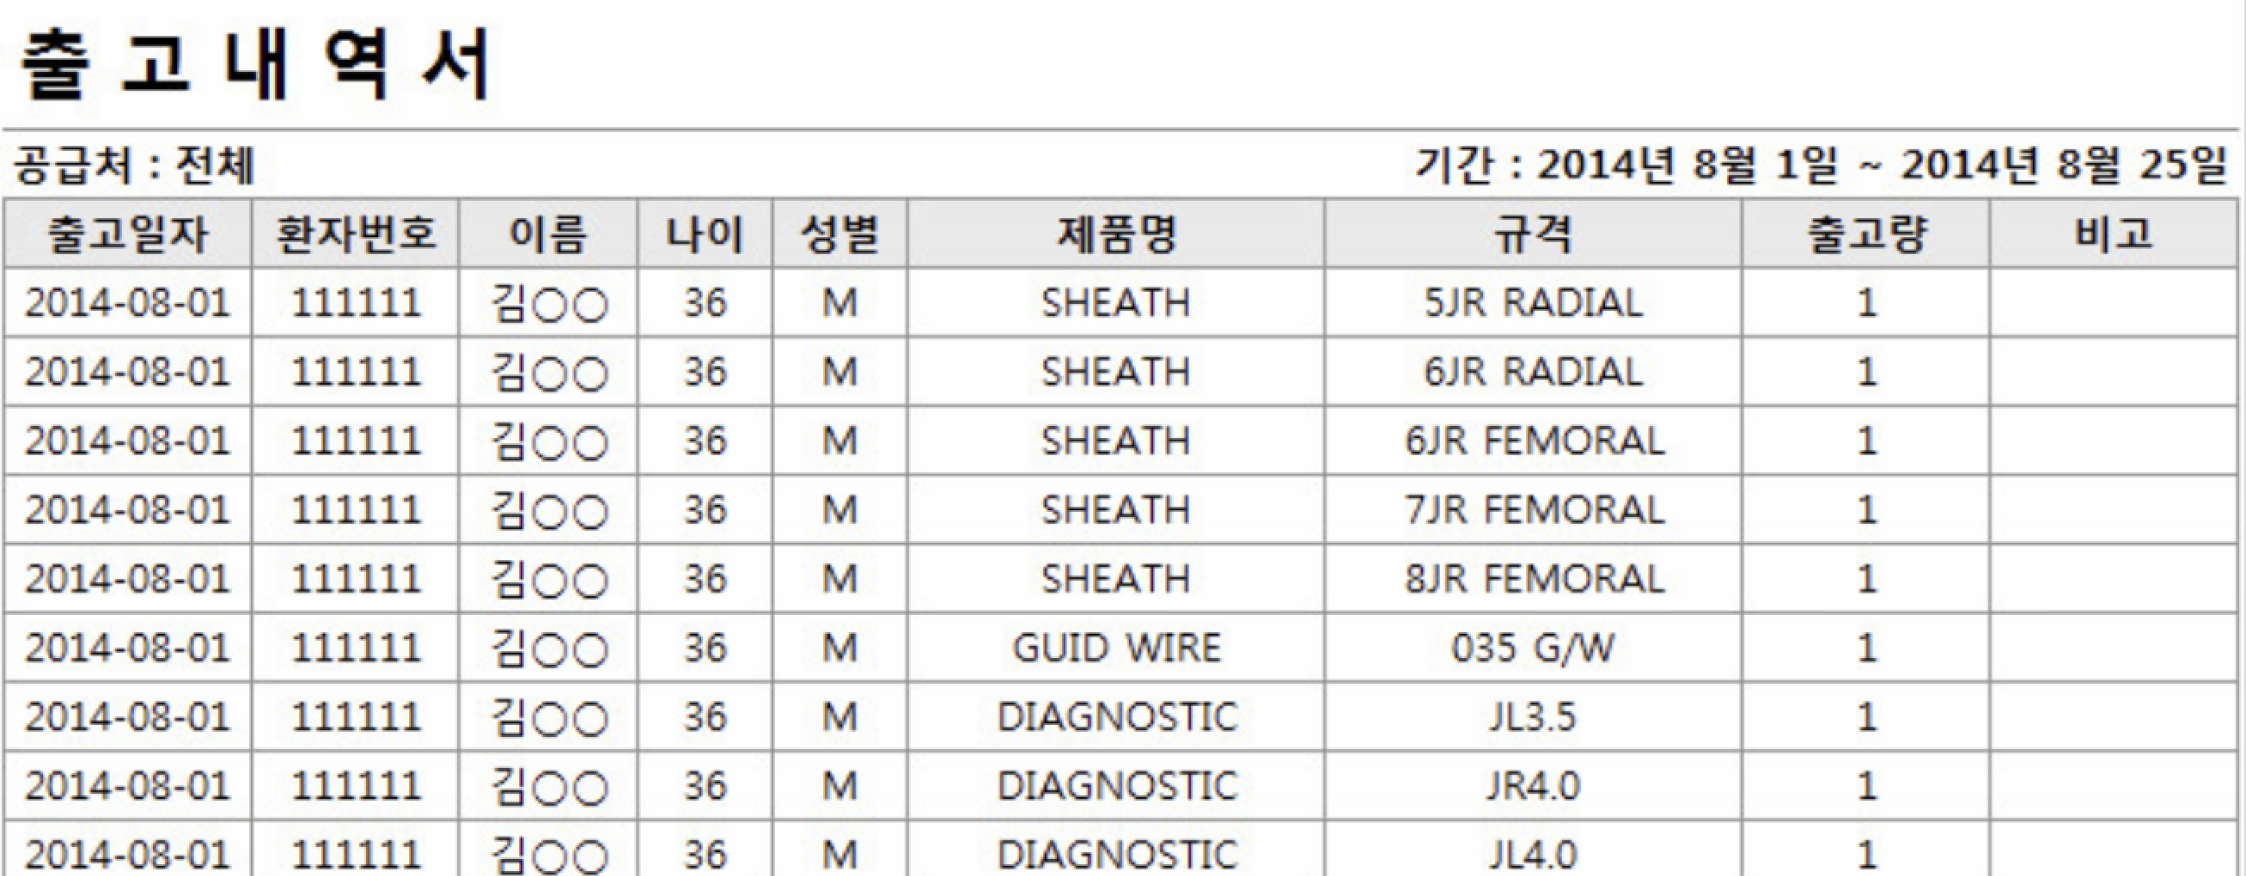 출 고 내 역 서
공급처 : 전체 기간 : 2014년 8월 1일 ~ 2014년 8월 25일
출고일자 환자번호 이름 나이 성별 제품명 규격 출고량 비고
2014-08-01 111111 김○○ 36 M SHEATH 5JR RADIAL 1
2014-08-01 111111 김○○ 36 M SHEATH 6JR RADIAL 1
2014-08-01 111111 김○○ 36 M SHEATH 6JR FEMORAL 1
2014-08-01 111111 김○○ 36 M SHEATH 7JR FEMORAL 1
2014-08-01 111111 김○○ 36 M SHEATH 8JR FEMORAL 1
2014-08-01 111111 김○○ 36 M GUID WIRE 035 G/W 1
2014-08-01 111111 김○○ 36 M DIAGNOSTIC JL3.5 1
2014-08-01 111111 김○○ 36 M DIAGNOSTIC JR4.0 1
2014-08-01 111111 김○○ 36 M DIAGNOSTIC JL4.0 1